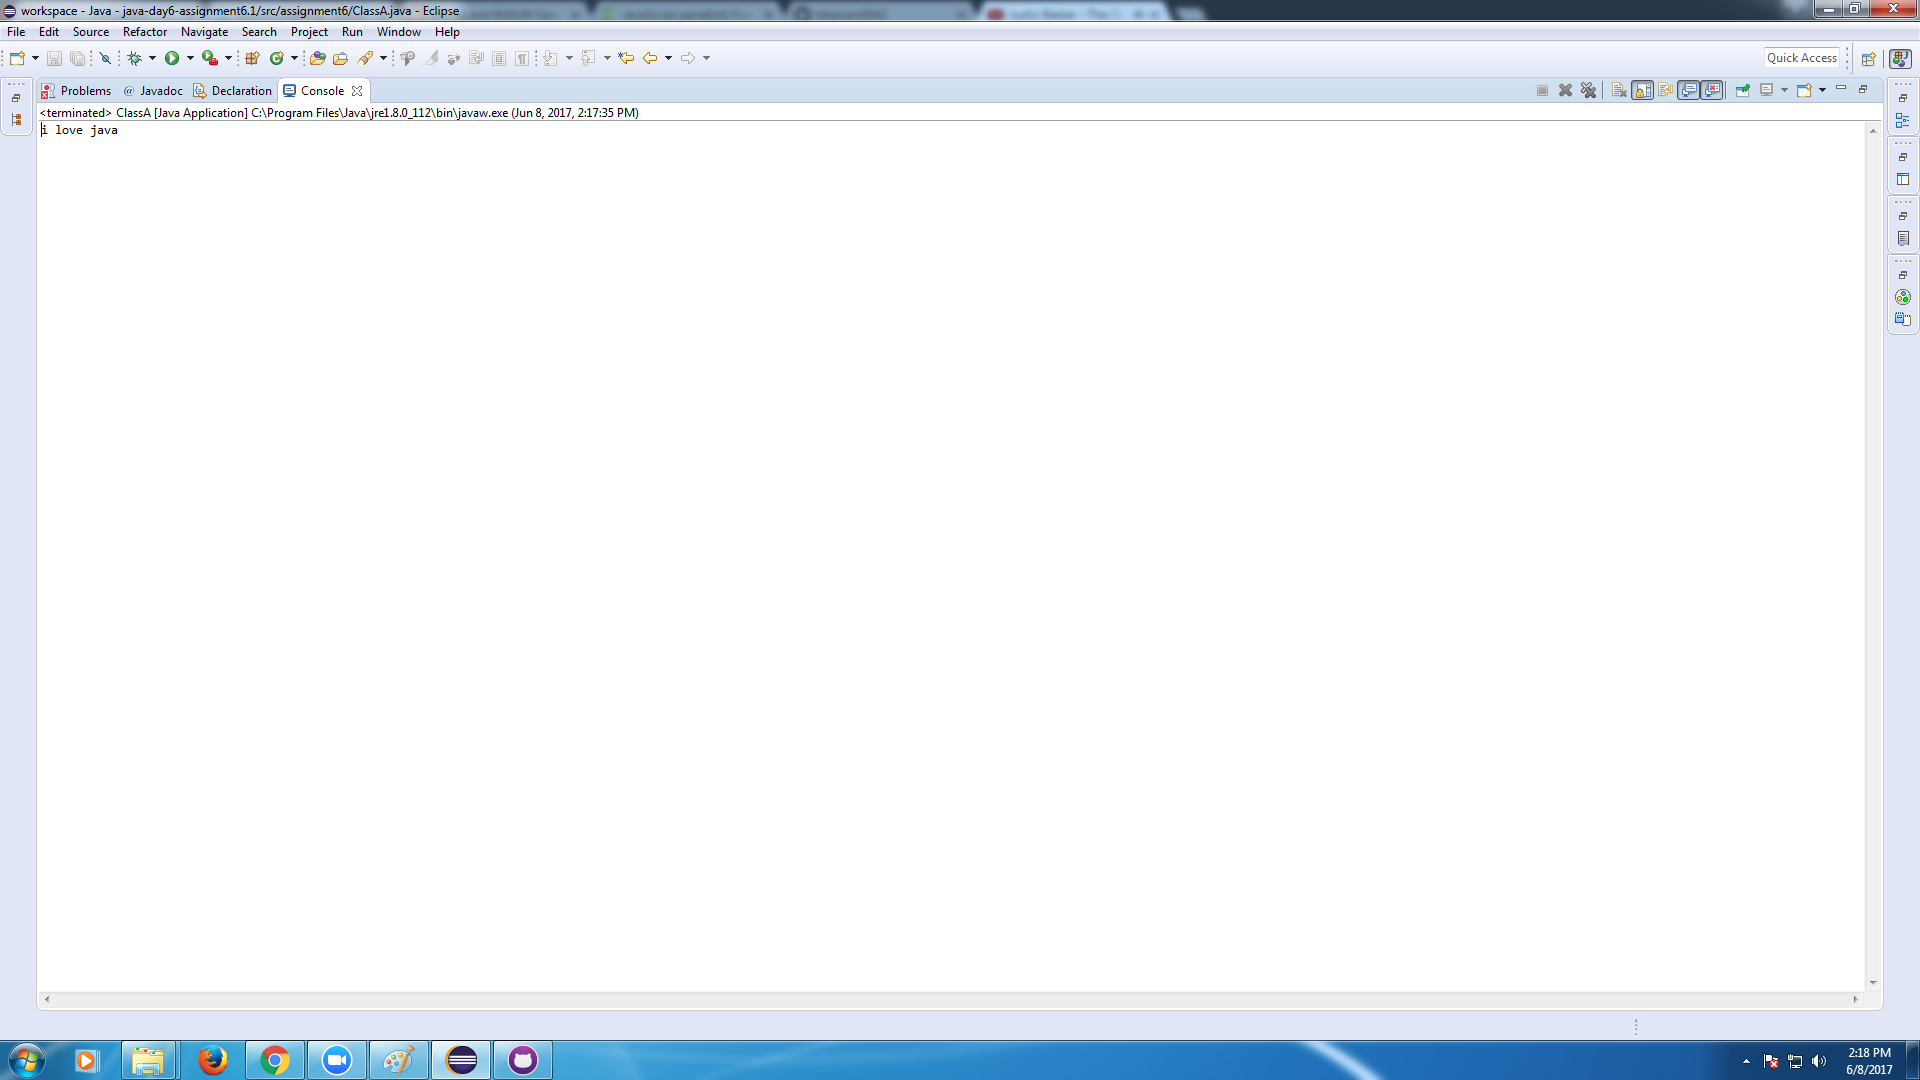 workspace - Java - java-day6-assignment6.1/src/assignment6/ClassA.java - Eclipse
File Edit Source Refactor Navigate Search Project Run Window Help
Quick Access
Problems @ Javadoc Declaration Console
<terminated> ClassA [Java Application] C:\Program Files\Java\jre1.8.0_112\bin\javaw.exe (Jun 8, 2017, 2:17:35 PM)
i love java
2:18 PM
6/8/2017